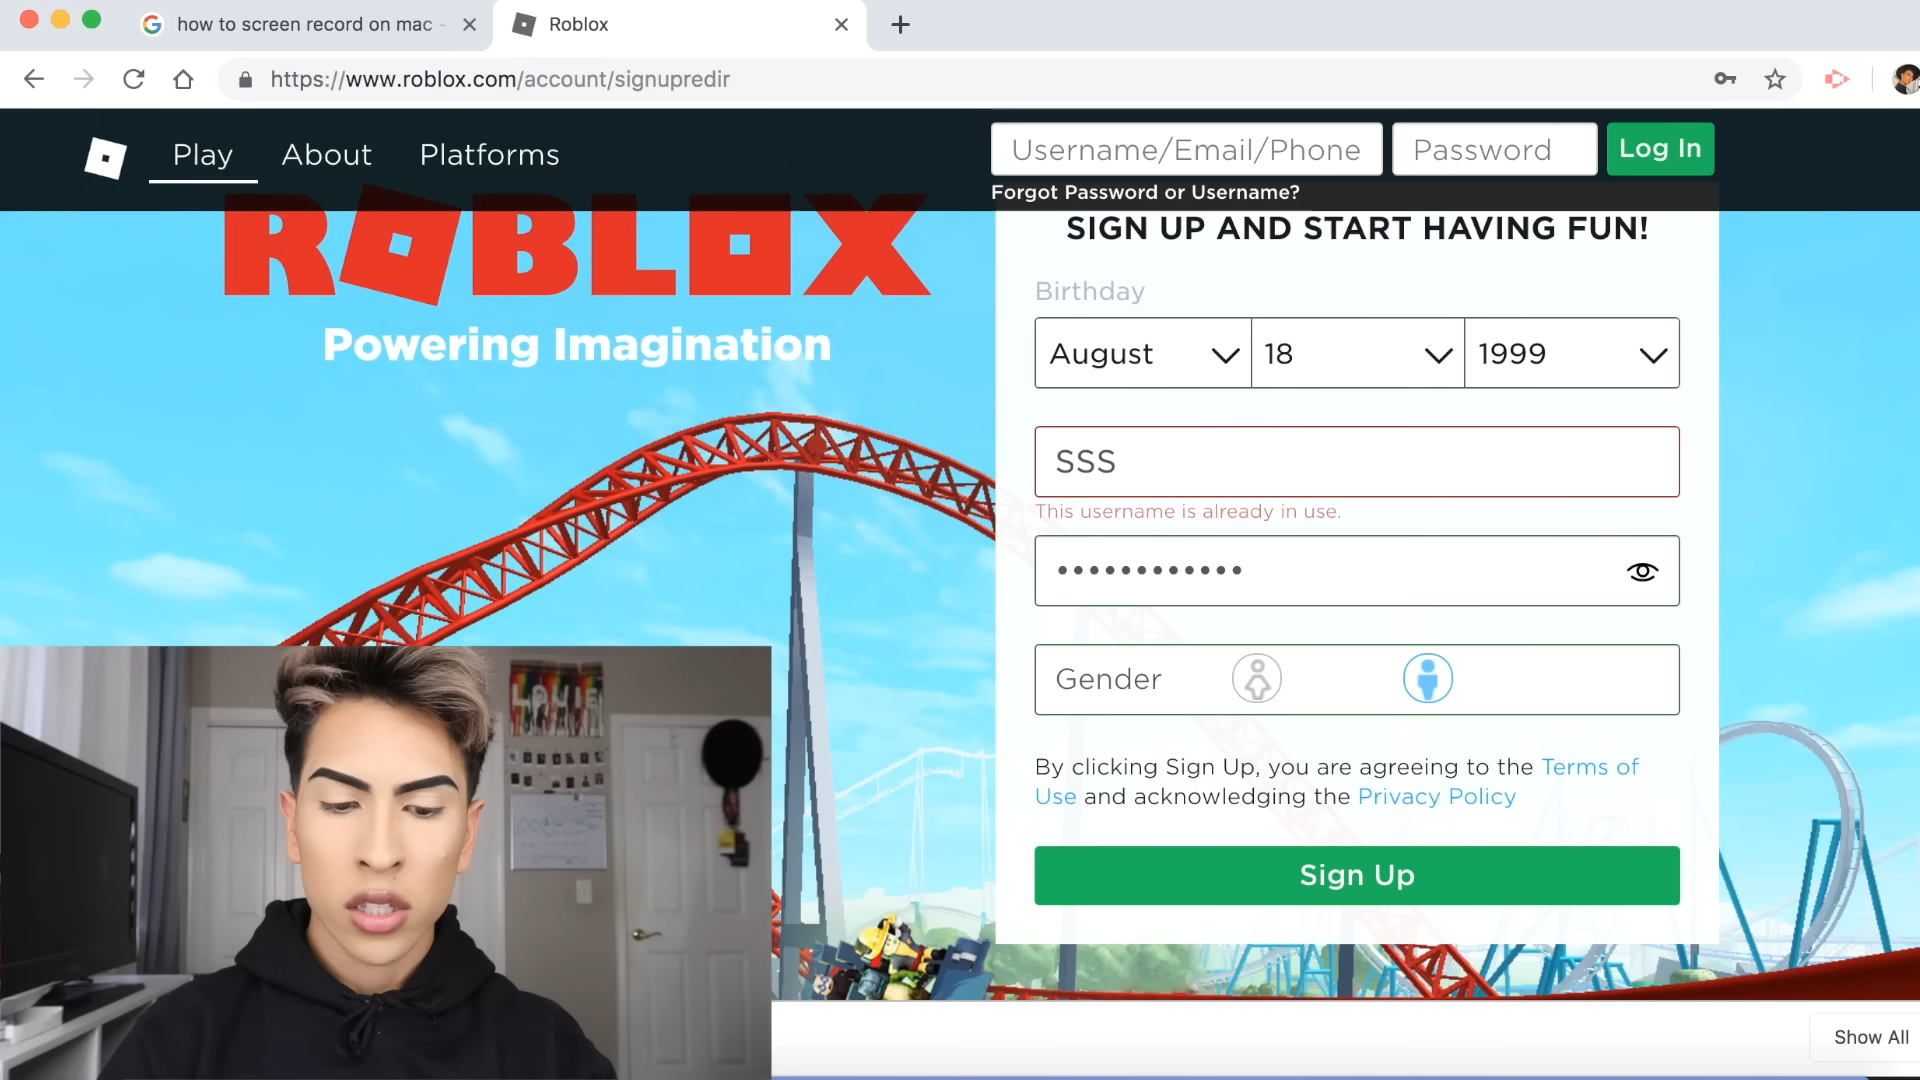 how to screen record on mac -
Roblox
https://www.roblox.com/account/signupredir
Play
About
Platforms
Username/Email/Phone
Password
Log In
Forgot Password or Username?
ROBLOX
Powering Imagination
SIGN UP AND START HAVING FUN!
Birthday
August
18
1999
SSS
This username is already in use.
Gender
By clicking Sign Up, you are agreeing to the Terms of
Use and acknowledging the Privacy Policy
Sign Up
Show All